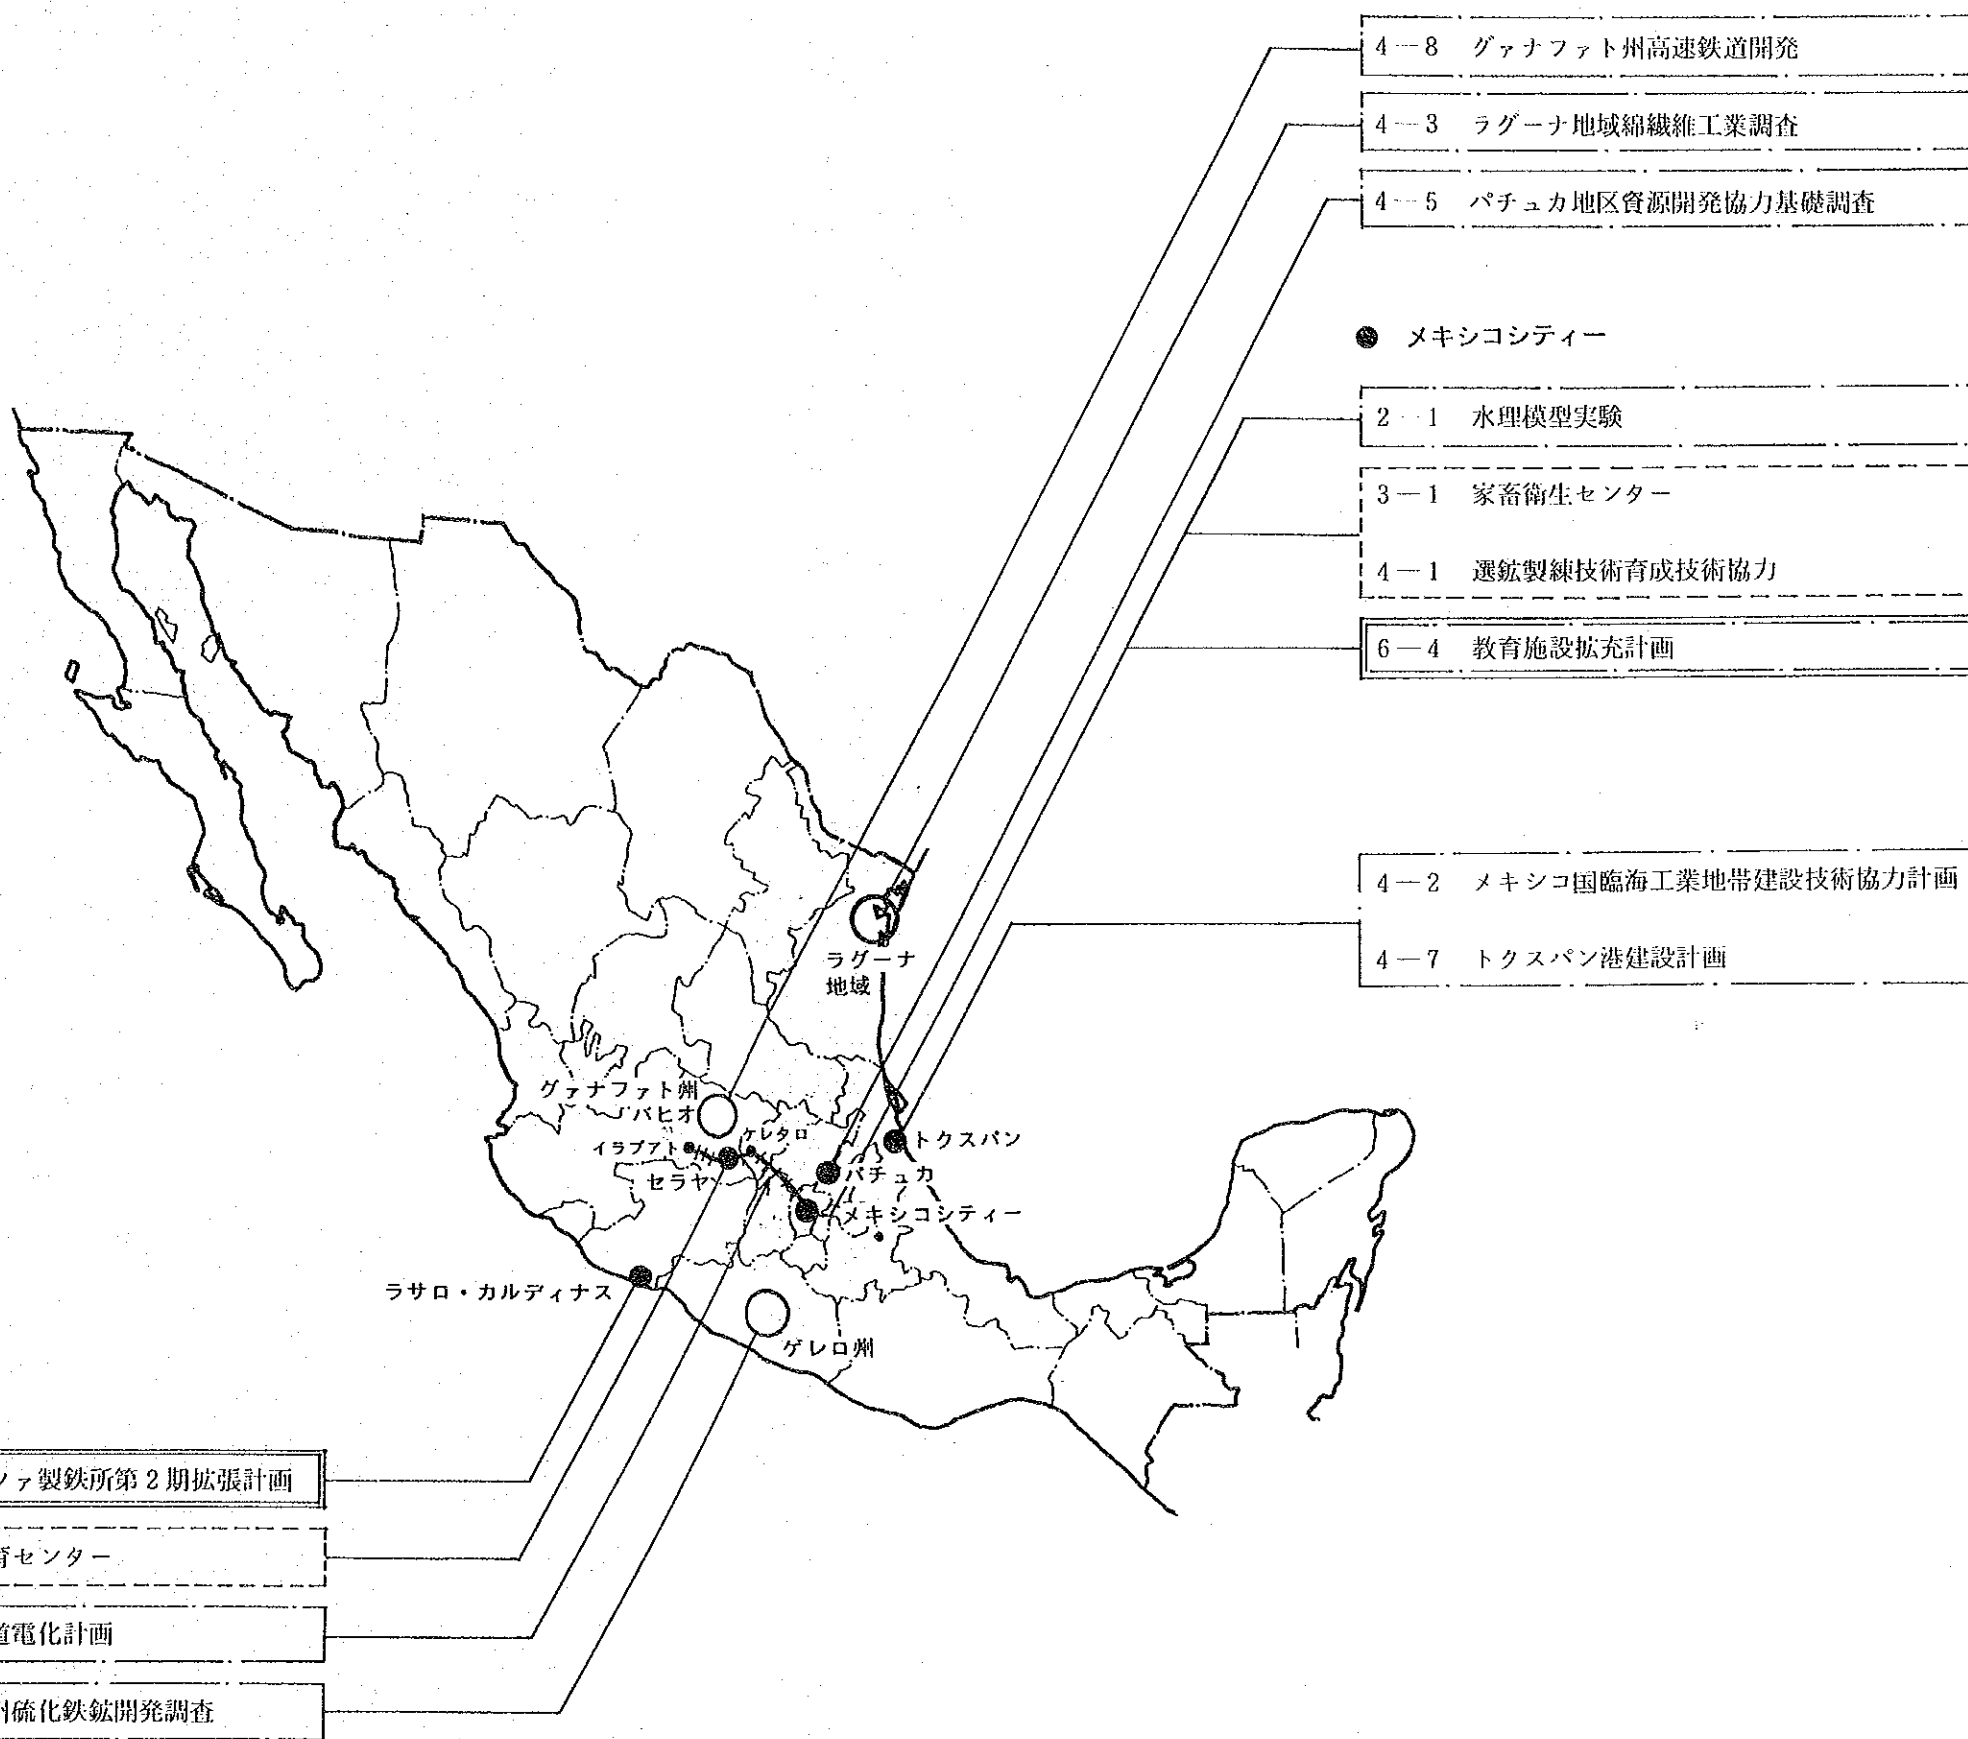 4-8 グァナファト州高速鉄道開発
4-3 ラグーナ地域綿繊維工業調査
4-5 パチュカ地区資源開発協力基礎調査
● メキシコシティー
2-1 水理模型実験
3-1 家畜衛生センター
4-1 選鉱製練技術育成技術協力
6-4 教育施設拡充計画
4-2 メキシコ国臨海工業地帯建設技術協力計画
4-7 トクスパン港建設計画
ラグーナ
地域
グァナファト州
バヒオ
イラプアト
ケレタロ
セラヤ
トクスパン
パチュカ
メキシコシティー
ラサロ・カルディナス
ゲレロ州
ツァ製鉄所第2期拡張計画
育センター
道電化計画
州硫化鉄鉱開発調査